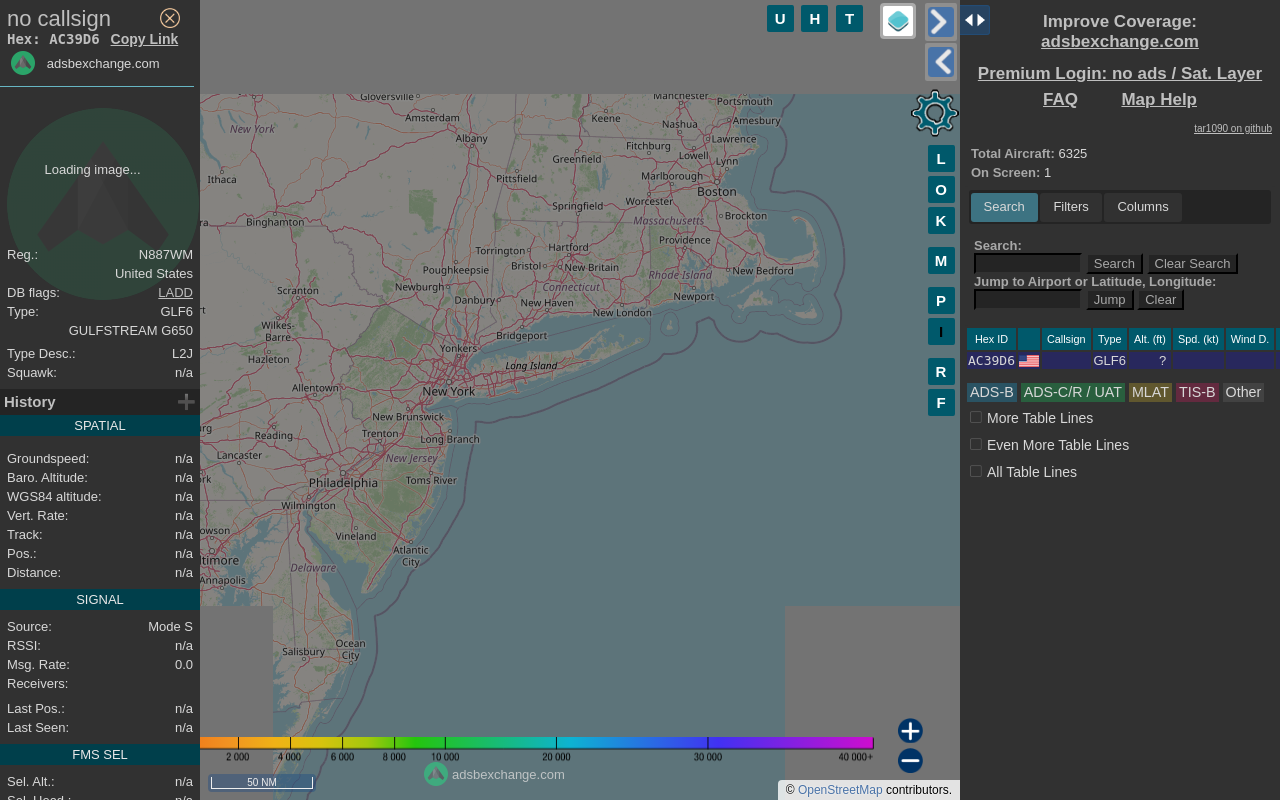 no callsign
Hex: AC39D6 Copy Link
adsbexchange.com
Loading image...
Reg.: N887WM
United States
DB flags: LADD
Type: GLF6
GULFSTREAM G650
Type Desc.: L2J
Squawk: n/a
History
SPATIAL
Groundspeed: n/a
Baro. Altitude: n/a
WGS84 altitude: n/a
Vert. Rate: n/a
Track: n/a
Pos.: n/a
Distance: n/a
SIGNAL
Source: Mode S
RSSI: n/a
Msg. Rate: 0.0
Receivers:
Last Pos.: n/a
Last Seen: n/a
FMS SEL
Sel. Alt.: n/a
Sel. Head.: n/a
U H T
L
O
K
M
P
I
R
F
Gloversville
Amsterdam
Albany
New York
Ithaca
Binghamton
Keene
Manchester
Portsmouth
Nashua
Amesbury
Lawrence
Fitchburg
Lowell
Lynn
Greenfield
Pittsfield
Marlborough
Boston
Worcester
Springfield
Massachusetts
Brockton
Providence
Torrington
Hartford
Bristol
New Britain
Poughkeepsie
Newburgh
Connecticut
Rhode Island
New Bedford
Newport
Danbury
New Haven
New London
Bridgeport
Scranton
Wilkes-
Barre
Hazleton
Yonkers
Long Island
New York
Allentown
New Brunswick
Reading
Trenton
Long Branch
Lancaster
New Jersey
Philadelphia
Toms River
Wilmington
Vineland
Atlantic
City
Delaware
Annapolis
Ocean
City
Salisbury
2 000 4 000 6 000 8 000 10 000 20 000 30 000 40 000+
50 NM
adsbexchange.com
© OpenStreetMap contributors.
Improve Coverage:
adsbexchange.com
Premium Login: no ads / Sat. Layer
FAQ Map Help
tar1090 on github
Total Aircraft: 6325
On Screen: 1
Search Filters Columns
Search:
Search Clear Search
Jump to Airport or Latitude, Longitude:
Jump Clear
Hex ID Callsign Type Alt. (ft) Spd. (kt) Wind D.
AC39D6 GLF6 ?
ADS-B ADS-C/R / UAT MLAT TIS-B Other
More Table Lines
Even More Table Lines
All Table Lines